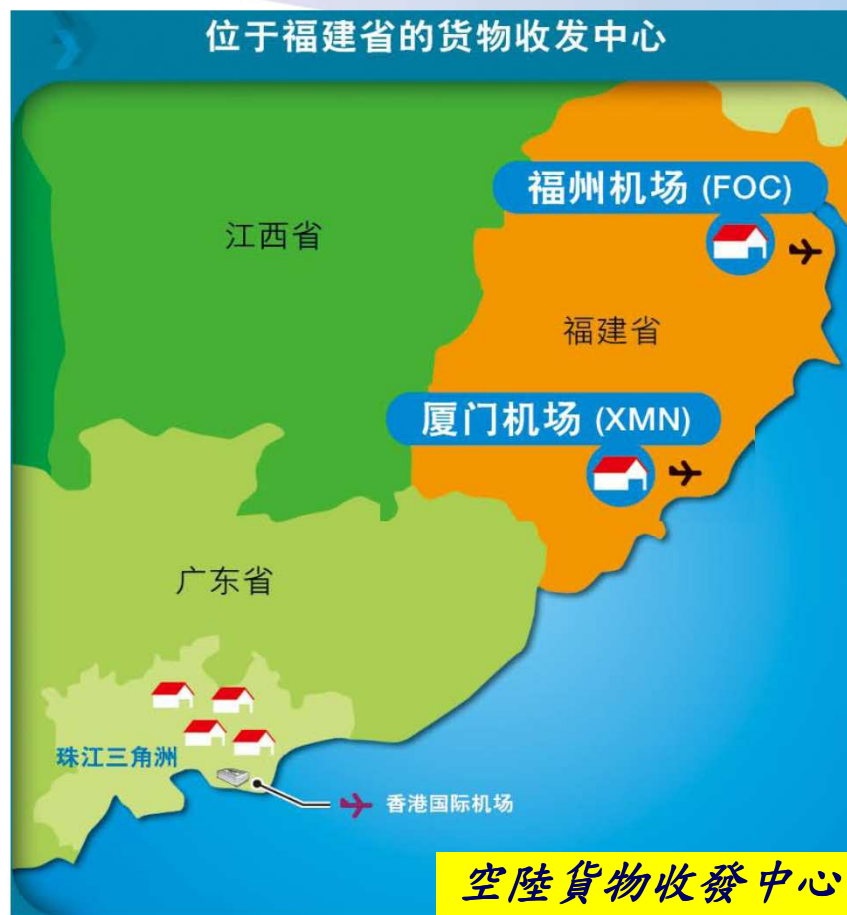 位于福建省的货物收发中心
福州机场 (FOC)
江西省
福建省
厦门机场 (XMN)
广东省
珠江三角洲
香港国际机场
空陸貨物收發中心